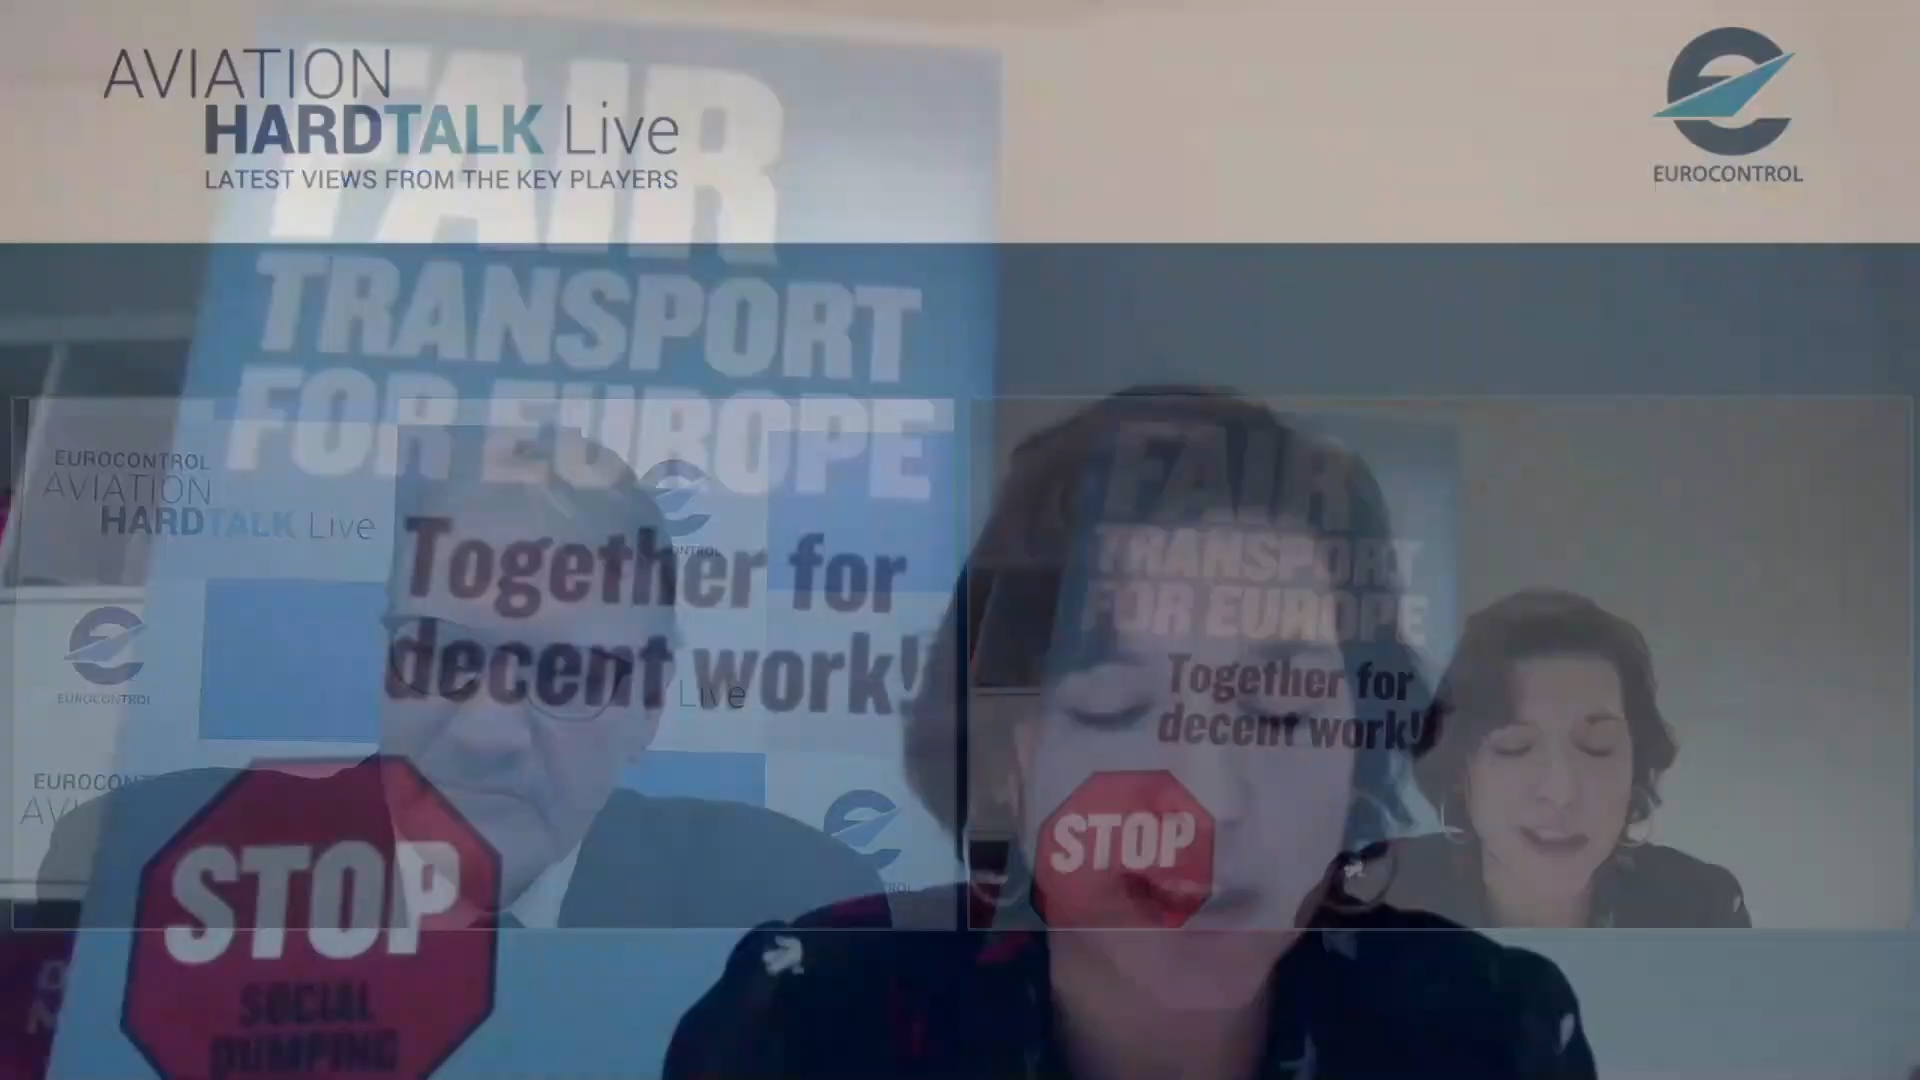 AVIATION
HARDTALK Live
LATEST VIEWS FROM THE KEY PLAYERS
EUROCONTROL
FAIR
TRANSPORT
FOR EUROPE
Together for
decent work!
STOP
SOCIAL
DUMPING
EUROCONTROL
AVIATION
HARDTALK Live
EUROCONTROL
Live
FAIR
TRANSPORT
FOR EUROPE
Together for
decent work!
STOP